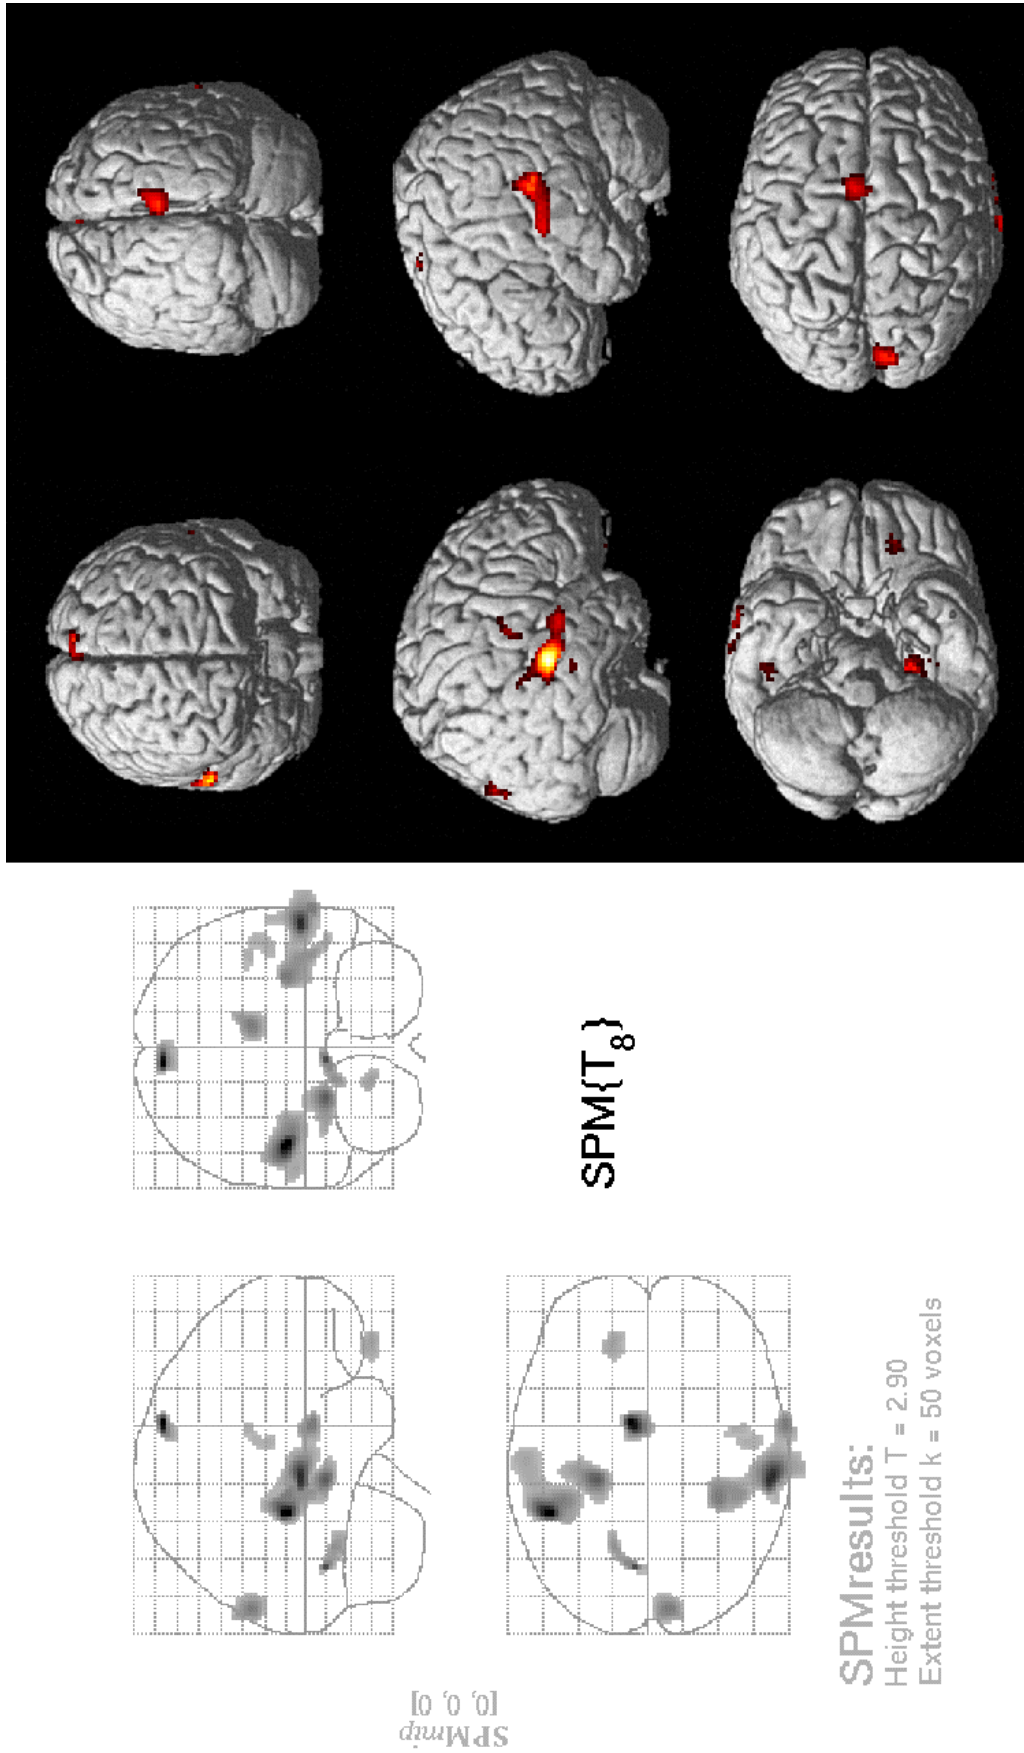 SPMmip
[0, 0, 0]
SPM{T8}
SPMresults:
Height threshold T = 2.90
Extent threshold k = 50 voxels